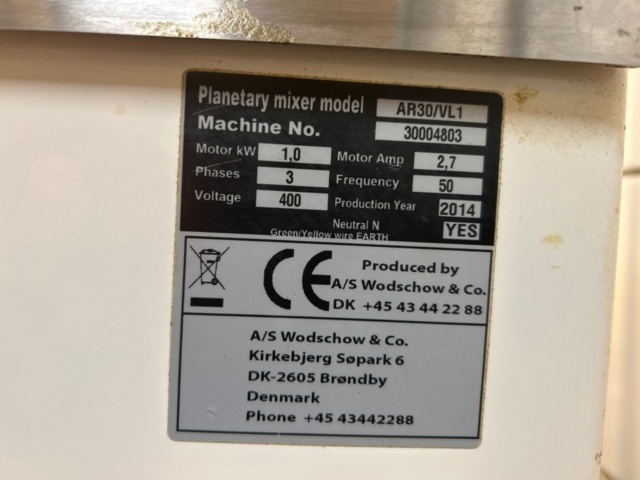 Planetary mixer model AR30/VL1
Machine No. 30004803
Motor kW 1,0 Motor Amp 2,7
Phases 3 Frequency 50
Voltage 400 Production Year 2014
Neutral N YES
Green/Yellow wire EARTH
CE
Produced by
A/S Wodschow & Co.
DK +45 43 44 22 88
A/S Wodschow & Co.
Kirkebjerg Søpark 6
DK-2605 Brøndby
Denmark
Phone +45 43442288